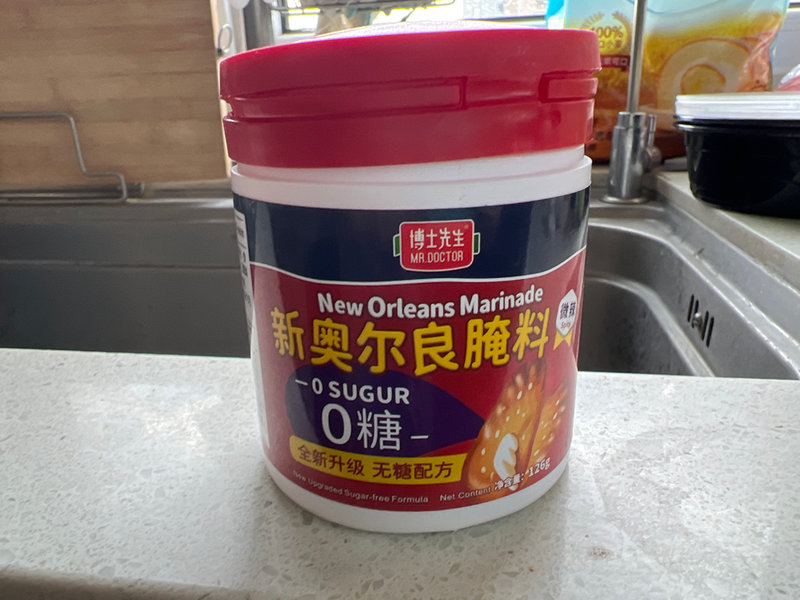 100%
博士先生
MR.DOCTOR
New Orleans Marinade
新奥尔良腌料
微辣
Spicy
0 SUGUR
0糖
全新升级 无糖配方
New Upgraded Sugar-free Formula
Net Content 净含量: 126g